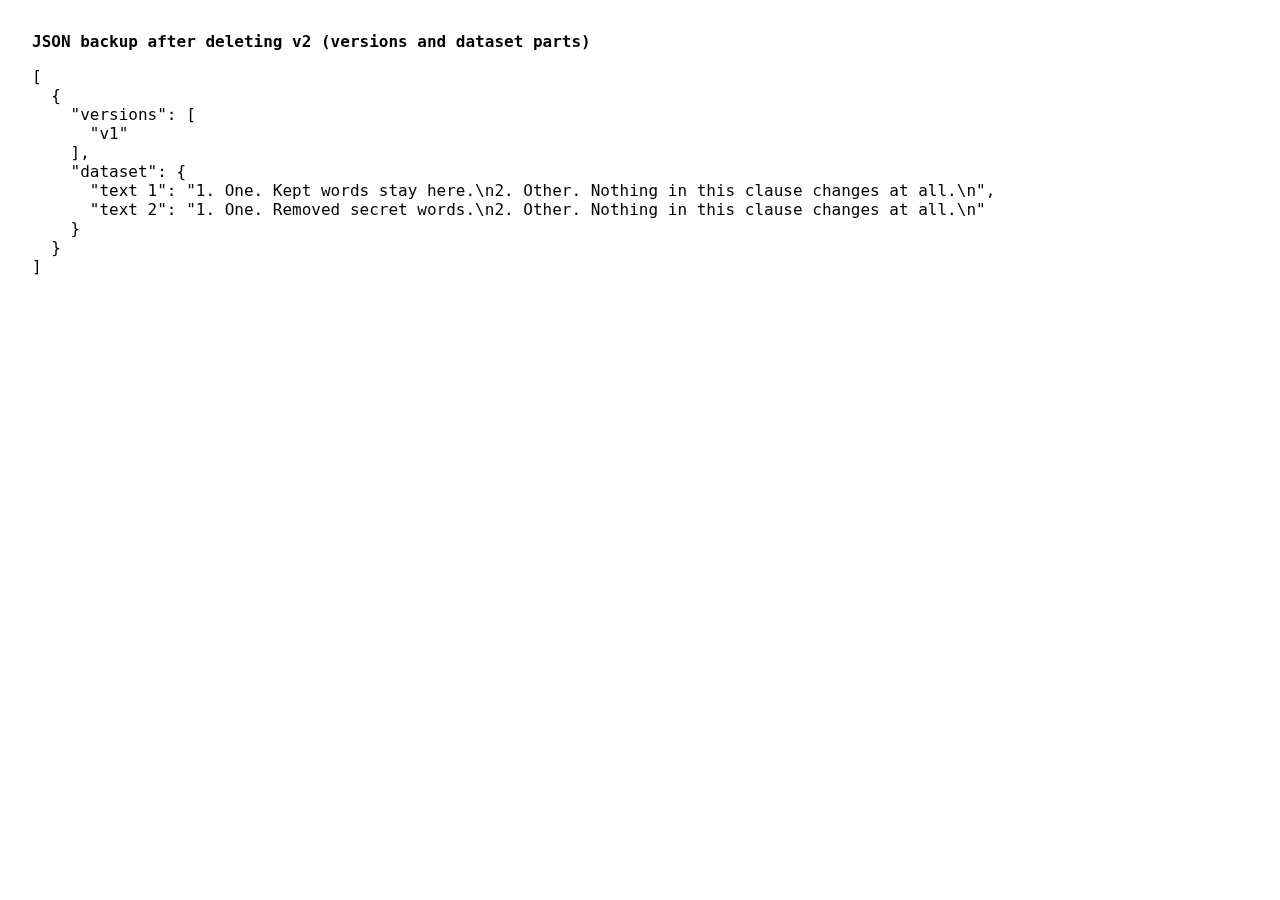 JSON backup after deleting v2 (versions and dataset parts)
[
  {
    "versions": [
      "v1"
    ],
    "dataset": {
      "text 1": "1. One. Kept words stay here.\n2. Other. Nothing in this clause changes at all.\n",
      "text 2": "1. One. Removed secret words.\n2. Other. Nothing in this clause changes at all.\n"
    }
  }
]